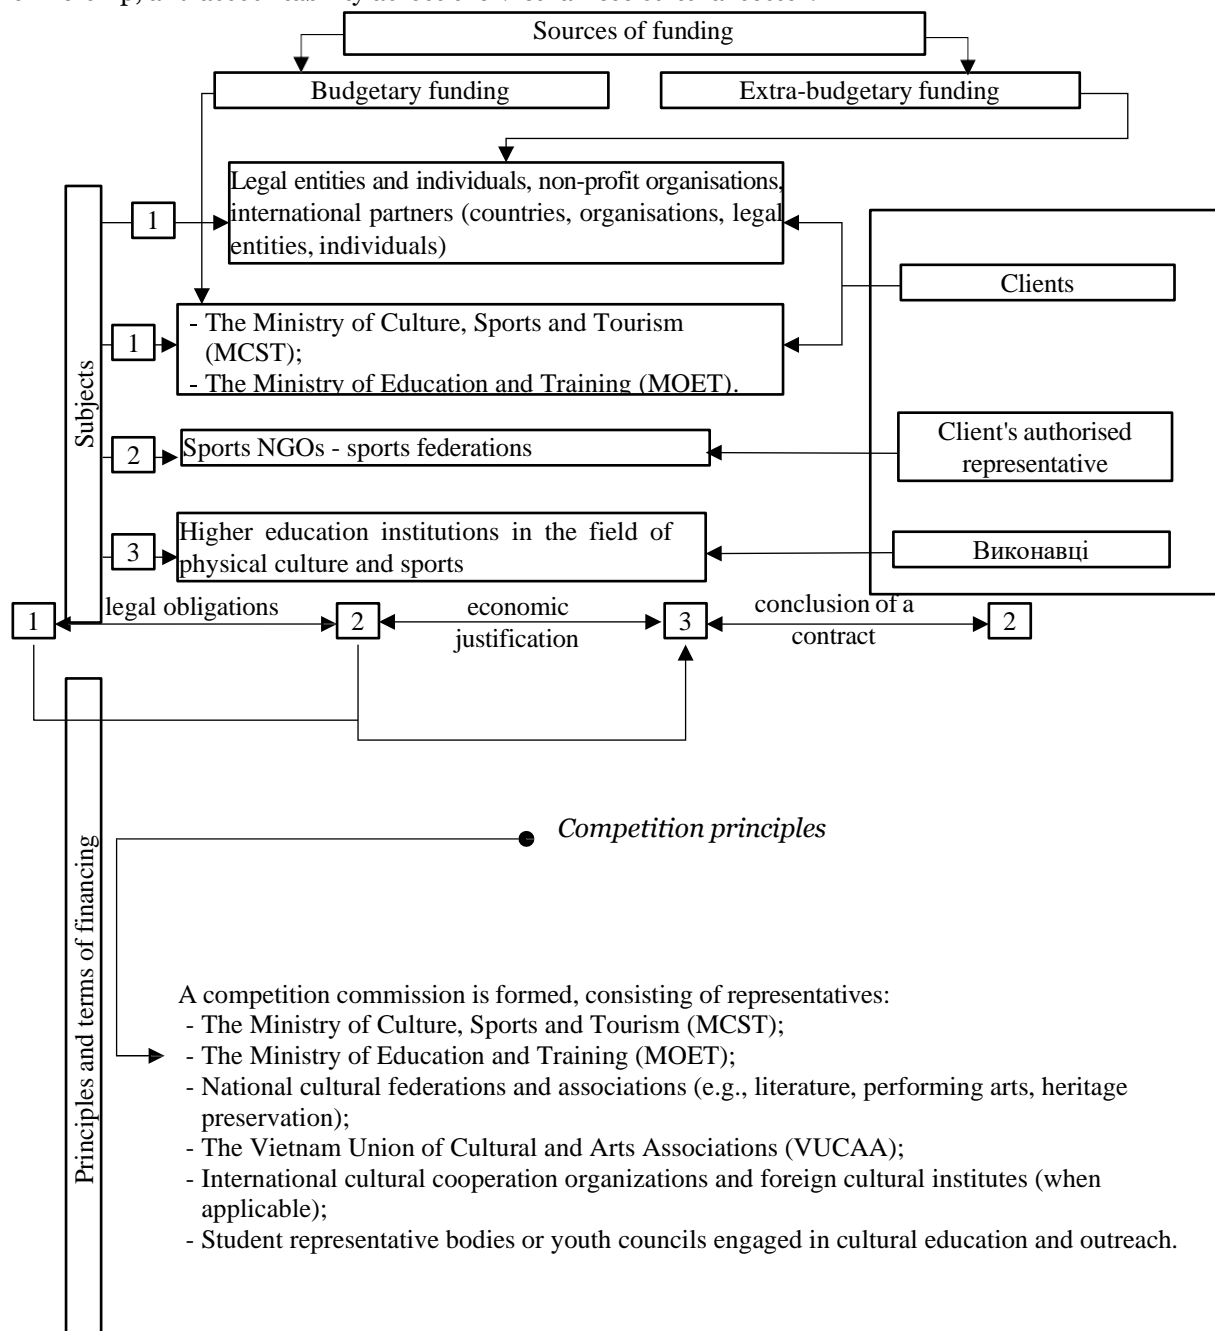 Sources of funding
Budgetary funding
Extra-budgetary funding
Legal entities and individuals, non-profit organisations,
international partners (countries, organisations, legal
entities, individuals)
1
Clients
- The Ministry of Culture, Sports and Tourism
(MCST);
- The Ministry of Education and Training (MOET).
1
Subjects
2
Sports NGOs - sports federations
Client's authorised
representative
3
Higher education institutions in the field of
physical culture and sports
Виконавці
1
legal obligations
2
economic
justification
3
conclusion of a
contract
2
Principles and terms of financing
Competition principles
A competition commission is formed, consisting of representatives:
- The Ministry of Culture, Sports and Tourism (MCST);
- The Ministry of Education and Training (MOET);
- National cultural federations and associations (e.g., literature, performing arts, heritage
preservation);
- The Vietnam Union of Cultural and Arts Associations (VUCAA);
- International cultural cooperation organizations and foreign cultural institutes (when
applicable);
- Student representative bodies or youth councils engaged in cultural education and outreach.